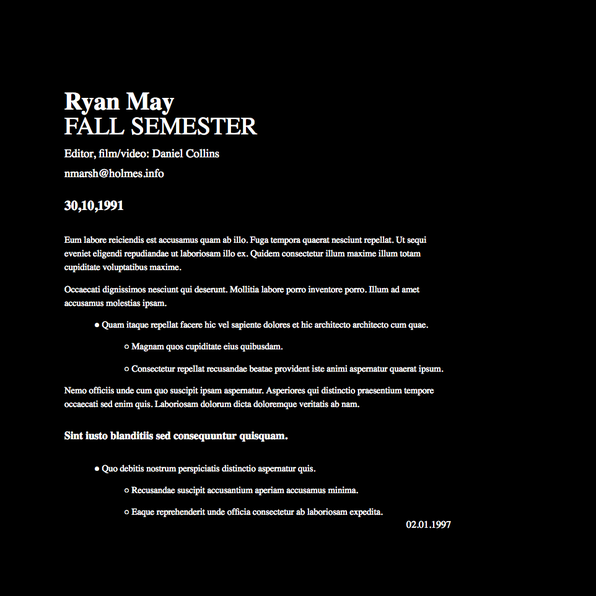 Ryan May
FALL SEMESTER
Editor, film/video: Daniel Collins
nmarsh@holmes.info
30,10,1991
Eum labore reiciendis est accusamus quam ab illo. Fuga tempora quaerat nesciunt repellat. Ut sequi
eveniet eligendi repudiandae ut laboriosam illo ex. Quidem consectetur illum maxime illum totam
cupiditate voluptatibus maxime.
Occaecati dignissimos nesciunt qui deserunt. Mollitia labore porro inventore porro. Illum ad amet
accusamus molestias ipsam.
● Quam itaque repellat facere hic vel sapiente dolores et hic architecto architecto cum quae.
○ Magnam quos cupiditate eius quibusdam.
○ Consectetur repellat recusandae beatae provident iste animi aspernatur quaerat ipsum.
Nemo officiis unde cum quo suscipit ipsam aspernatur. Asperiores qui distinctio praesentium tempore
occaecati sed enim quis. Laboriosam dolorum dicta doloremque veritatis ab nam.
Sint iusto blanditiis sed consequuntur quisquam.
● Quo debitis nostrum perspiciatis distinctio aspernatur quis.
○ Recusandae suscipit accusantium aperiam accusamus minima.
○ Eaque reprehenderit unde officia consectetur ab laboriosam expedita.
02.01.1997